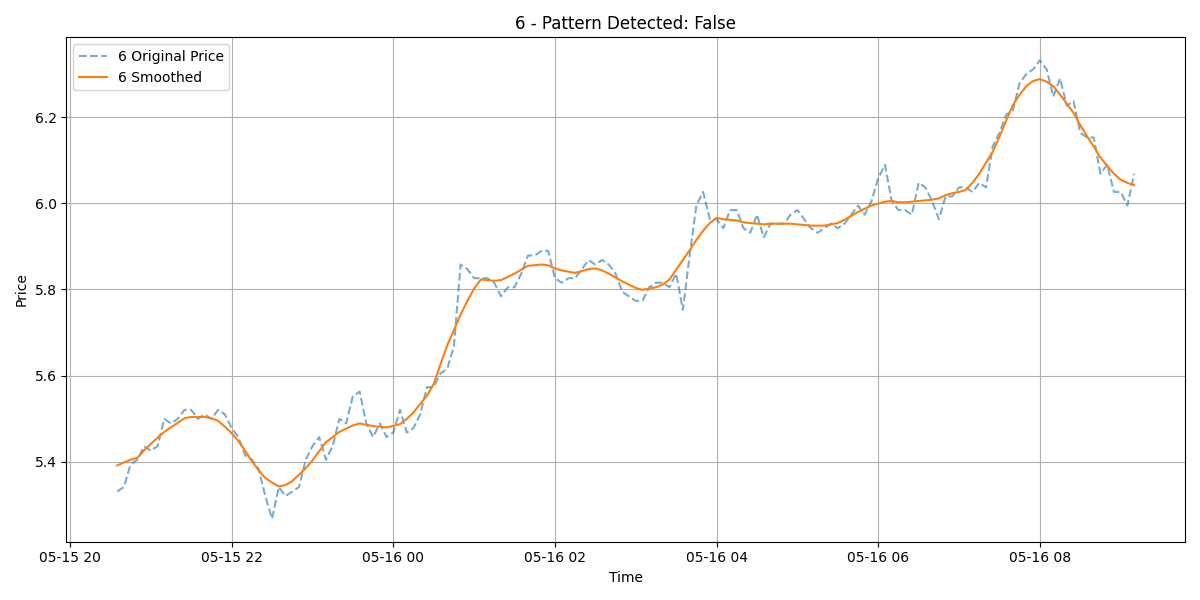 6 - Pattern Detected: False
6 Original Price
6 Smoothed
Price
6.2
6.0
5.8
5.6
5.4
05-15 20
05-15 22
05-16 00
05-16 02
05-16 04
05-16 06
05-16 08
Time